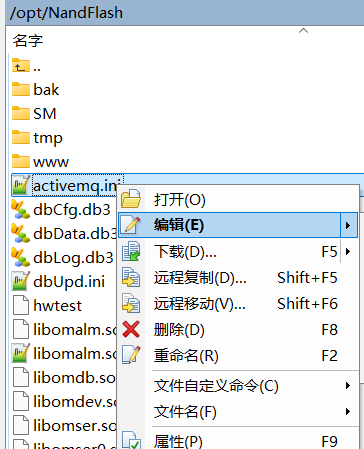 /opt/NandFlash
名字
..
bak
SM
tmp
www
activemq.ini
dbCfg.db3
dbData.db3
dbLog.db3
dbUpd.ini
hwtest
libomalm.so
libomalm.sc
libomdb.so
libomdev.so
libomser.so
libomser0.
打开(O)
编辑(E)
下载(D)... F5
远程复制(D)... Shift+F5
远程移动(V)... Shift+F6
删除(D) F8
重命名(R) F2
文件自定义命令(C)
文件名(F)
属性(P) F9